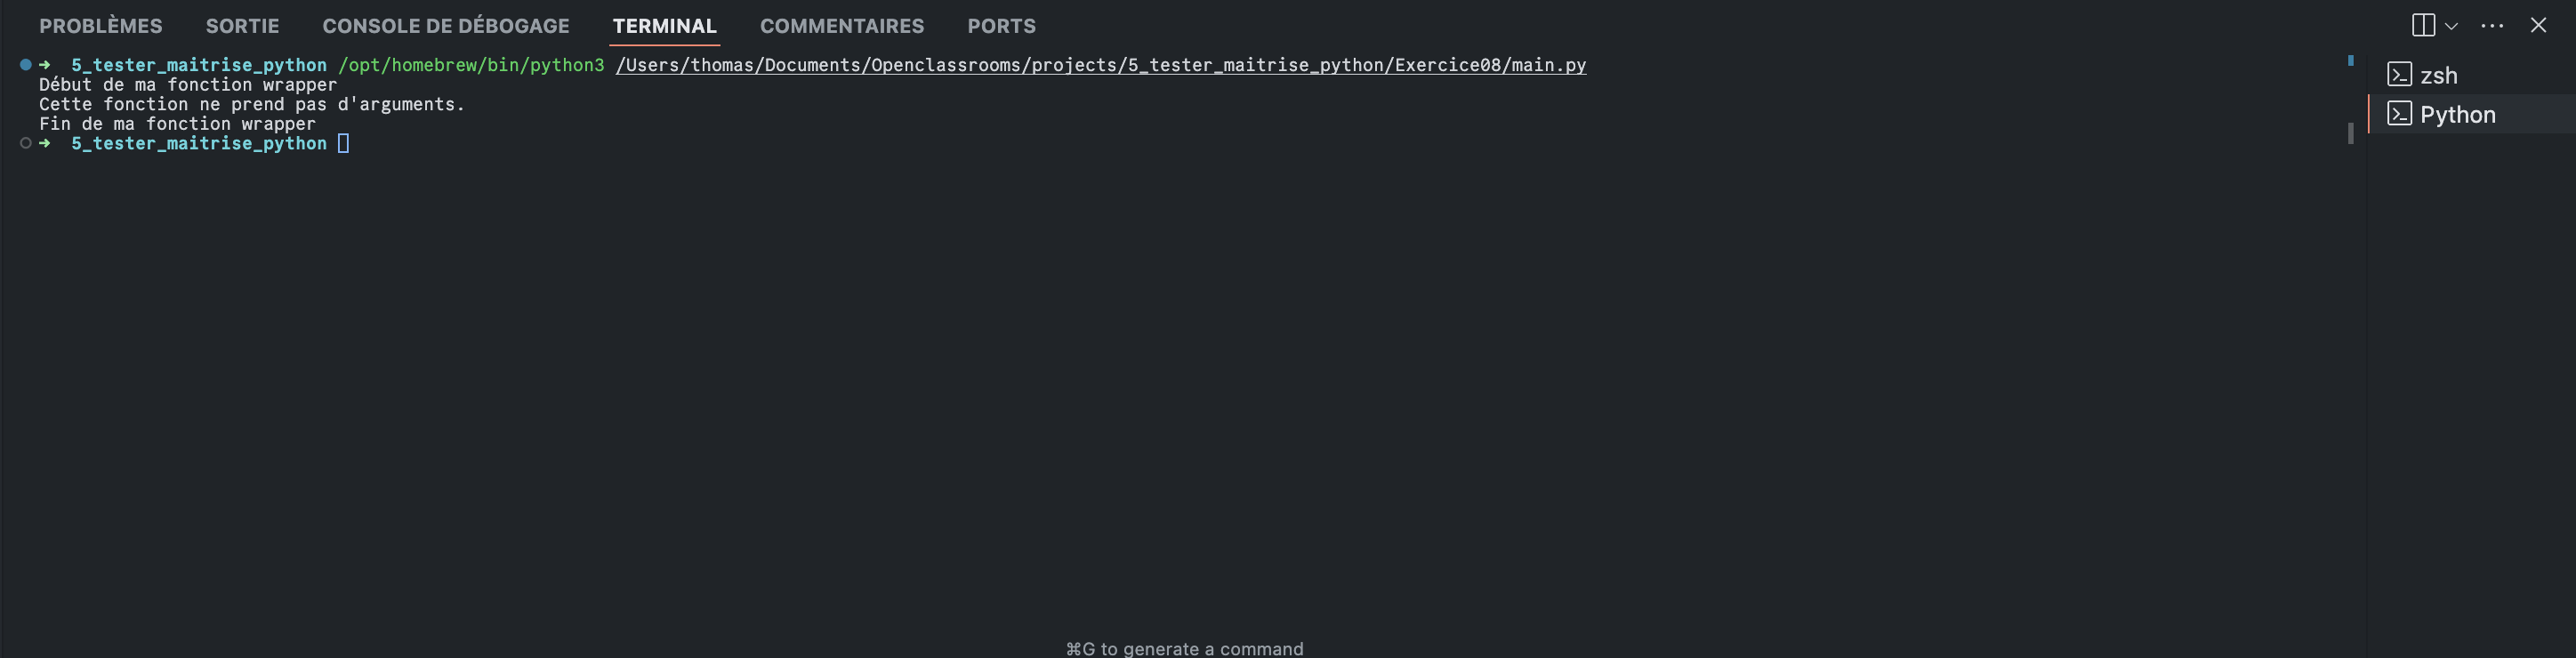 PROBLÈMES SORTIE CONSOLE DE DÉBOGAGE TERMINAL COMMENTAIRES PORTS
➜ 5_tester_maitrise_python /opt/homebrew/bin/python3 /Users/thomas/Documents/Openclassrooms/projects/5_tester_maitrise_python/Exercice08/main.py
Début de ma fonction wrapper
Cette fonction ne prend pas d'arguments.
Fin de ma fonction wrapper
➜ 5_tester_maitrise_python
zsh
Python
⌘G to generate a command